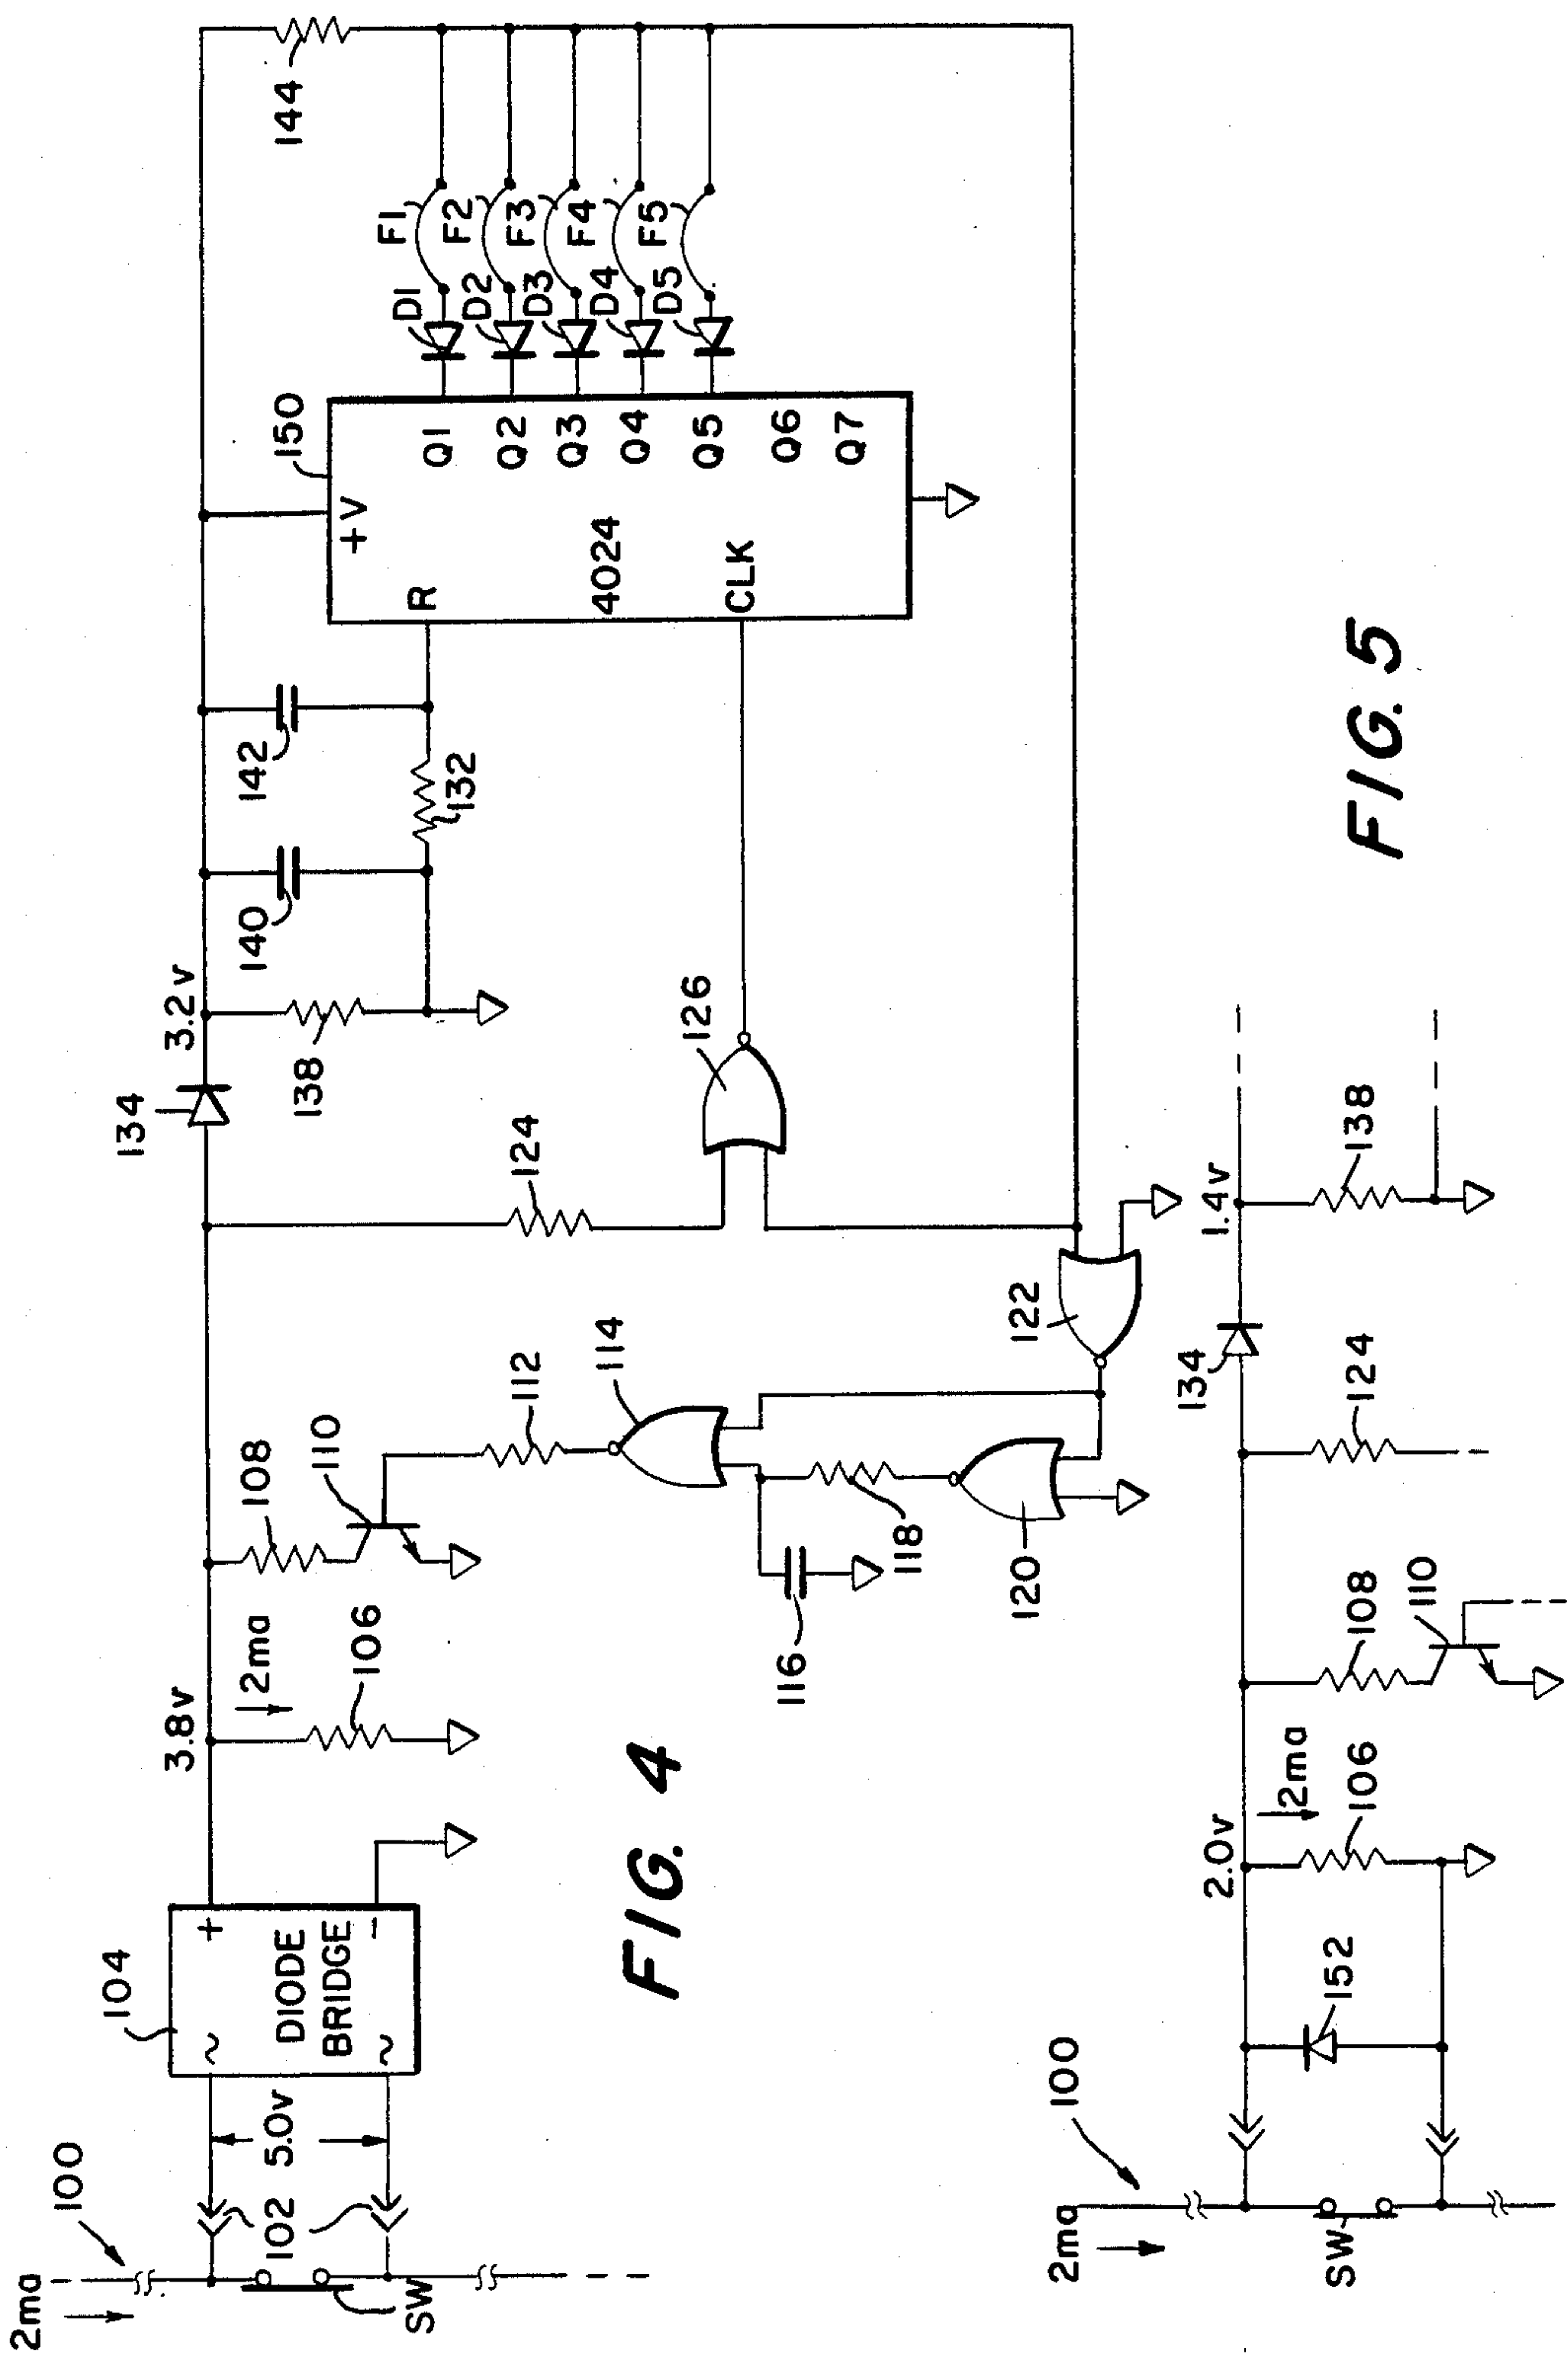 2ma
100
102
5.0v
SW
104
~
+
DIODE
BRIDGE
~
−
3.8v
2ma
106
108
110
112
114
116
118
120
122
124
126
134
3.2v
138
140
142
132
R
+V
150
4024
CLK
Q1
Q2
Q3
Q4
Q5
Q6
Q7
D1
D2
D3
D4
D5
F1
F2
F3
F4
F5
144
FIG. 4
2ma
100
SW
152
2.0v
2ma
106
108
110
124
134
1.4v
138
FIG. 5